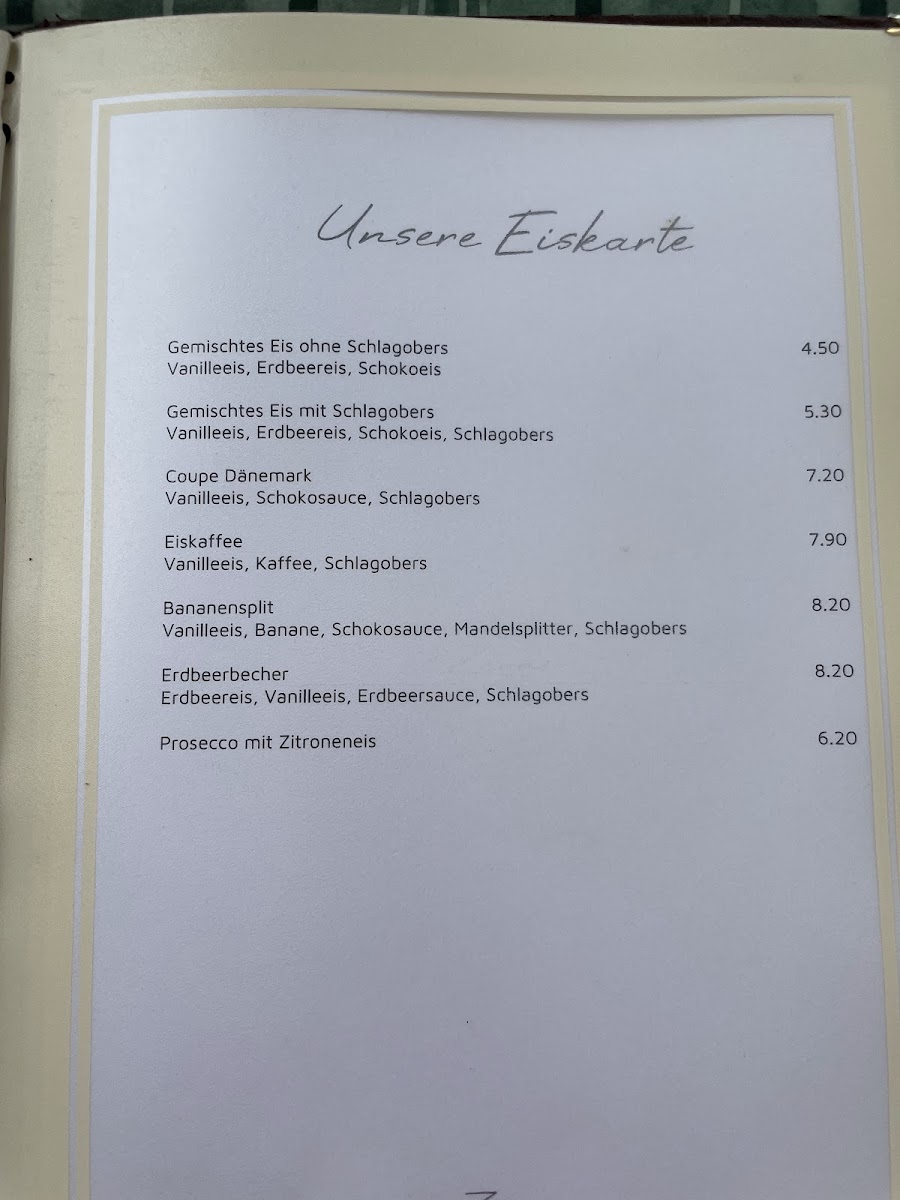 Unsere Eiskarte
Gemischtes Eis ohne Schlagobers 4.50
Vanilleeis, Erdbeereis, Schokoeis
Gemischtes Eis mit Schlagobers 5.30
Vanilleeis, Erdbeereis, Schokoeis, Schlagobers
Coupe Dänemark 7.20
Vanilleeis, Schokosauce, Schlagobers
Eiskaffee 7.90
Vanilleeis, Kaffee, Schlagobers
Bananensplit 8.20
Vanilleeis, Banane, Schokosauce, Mandelsplitter, Schlagobers
Erdbeerbecher 8.20
Erdbeereis, Vanilleeis, Erdbeersauce, Schlagobers
Prosecco mit Zitroneneis 6.20